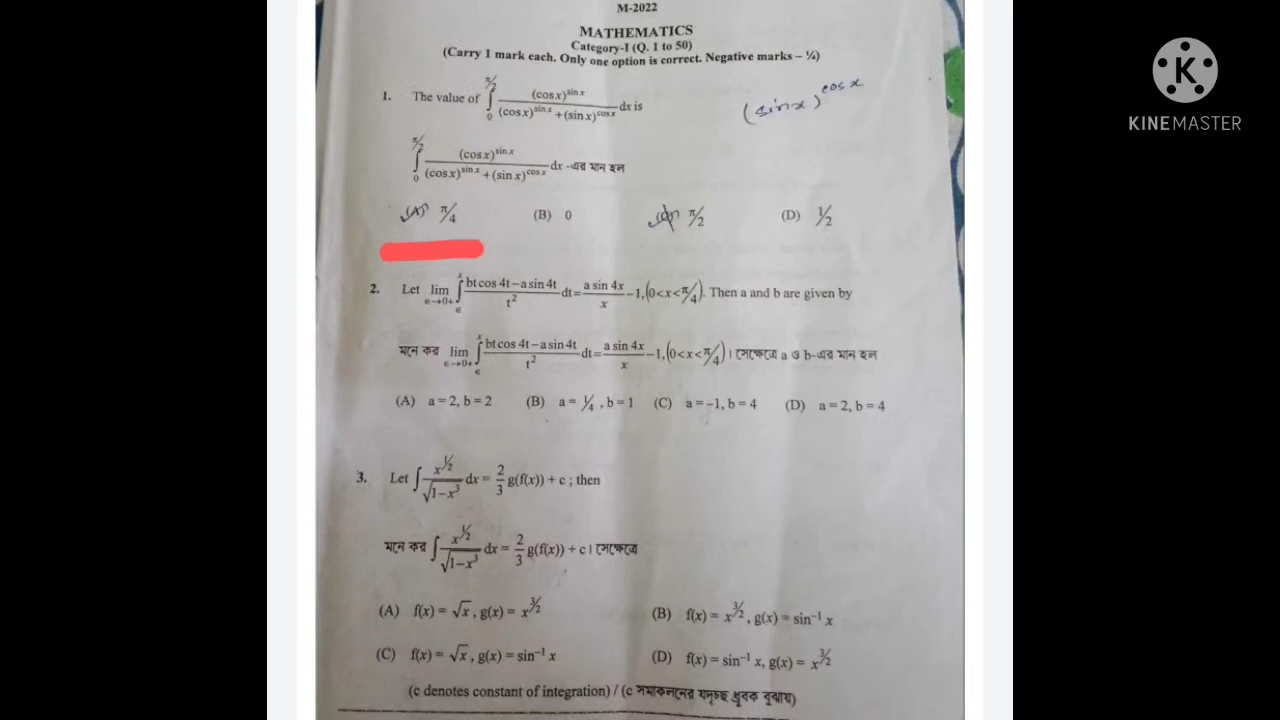 M-2022
MATHEMATICS
Category-I (Q. 1 to 50)
(Carry 1 mark each. Only one option is correct. Negative marks – ¼)
1. The value of ∫₀^{π/2} (cos x)^{sin x} / ((cos x)^{sin x} + (sin x)^{cos x}) dx is
(sin x)^{cos x}
∫₀^{π/2} (cos x)^{sin x} / ((cos x)^{sin x} + (sin x)^{cos x}) dx -এর মান হল
(A) π/4 (B) 0 (C) π/2 (D) 1/2
2. Let lim_{ϵ→0+} ∫_ϵ^x (bt cos 4t – a sin 4t)/t² dt = (a sin 4x)/x – 1, (0 < x < π/4). Then a and b are given by
মনে কর lim_{ϵ→0+} ∫_ϵ^x (bt cos 4t – a sin 4t)/t² dt = (a sin 4x)/x – 1, (0 < x < π/4) । সেক্ষেত্রে a ও b-এর মান হল
(A) a = 2, b = 2 (B) a = 1/4, b = 1 (C) a = –1, b = 4 (D) a = 2, b = 4
3. Let ∫ x^{1/2}/√(1–x³) dx = 2/3 g(f(x)) + c ; then
মনে কর ∫ x^{1/2}/√(1–x³) dx = 2/3 g(f(x)) + c । সেক্ষেত্রে
(A) f(x) = √x, g(x) = x^{3/2} (B) f(x) = x^{3/2}, g(x) = sin⁻¹ x
(C) f(x) = √x, g(x) = sin⁻¹ x (D) f(x) = sin⁻¹ x, g(x) = x^{3/2}
(c denotes constant of integration) / (c সমাকলনের যদৃচ্ছ ধ্রুবক বুঝায়)
K
KINEMASTER